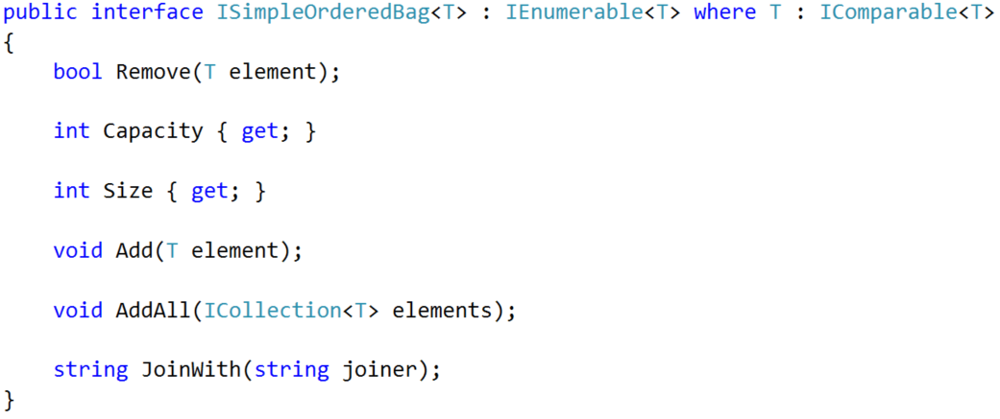 public interface ISimpleOrderedBag<T> : IEnumerable<T> where T : IComparable<T>
{
    bool Remove(T element);
    int Capacity { get; }
    int Size { get; }
    void Add(T element);
    void AddAll(ICollection<T> elements);
    string JoinWith(string joiner);
}